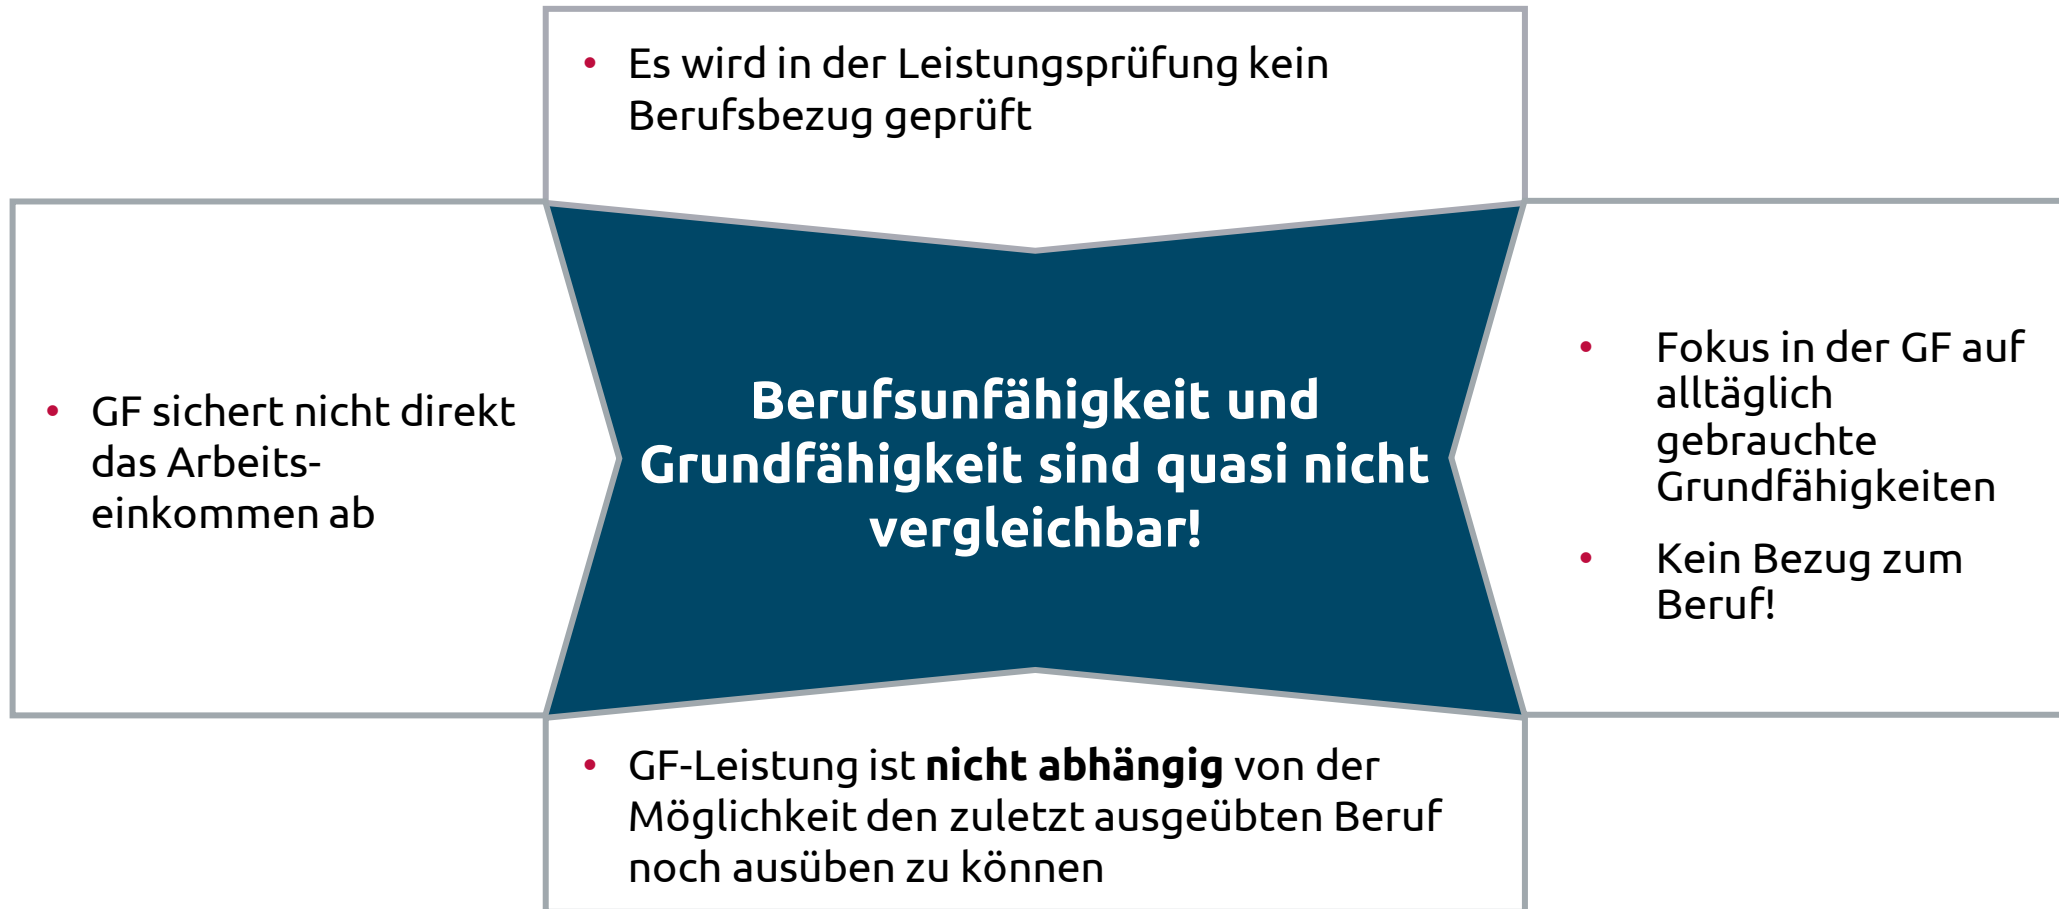 • Es wird in der Leistungsprüfung kein
Berufsbezug geprüft
• GF sichert nicht direkt
das Arbeits-
einkommen ab
Berufsunfähigkeit und
Grundfähigkeit sind quasi nicht
vergleichbar!
• Fokus in der GF auf
alltäglich
gebrauchte
Grundfähigkeiten
• Kein Bezug zum
Beruf!
• GF-Leistung ist nicht abhängig von der
Möglichkeit den zuletzt ausgeübten Beruf
noch ausüben zu können